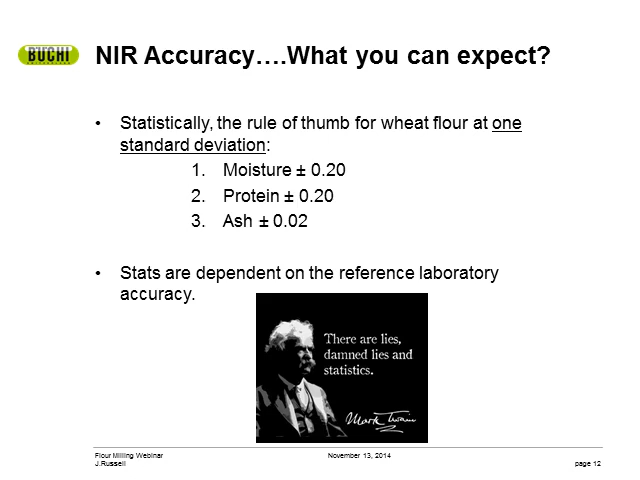 BUCHI
NIR Accuracy….What you can expect?
• Statistically, the rule of thumb for wheat flour at one
standard deviation:
1. Moisture ± 0.20
2. Protein ± 0.20
3. Ash ± 0.02
• Stats are dependent on the reference laboratory
accuracy.
There are lies,
damned lies and
statistics.
Mark Twain
Flour Milling Webinar
J.Russell
November 13, 2014
page 12